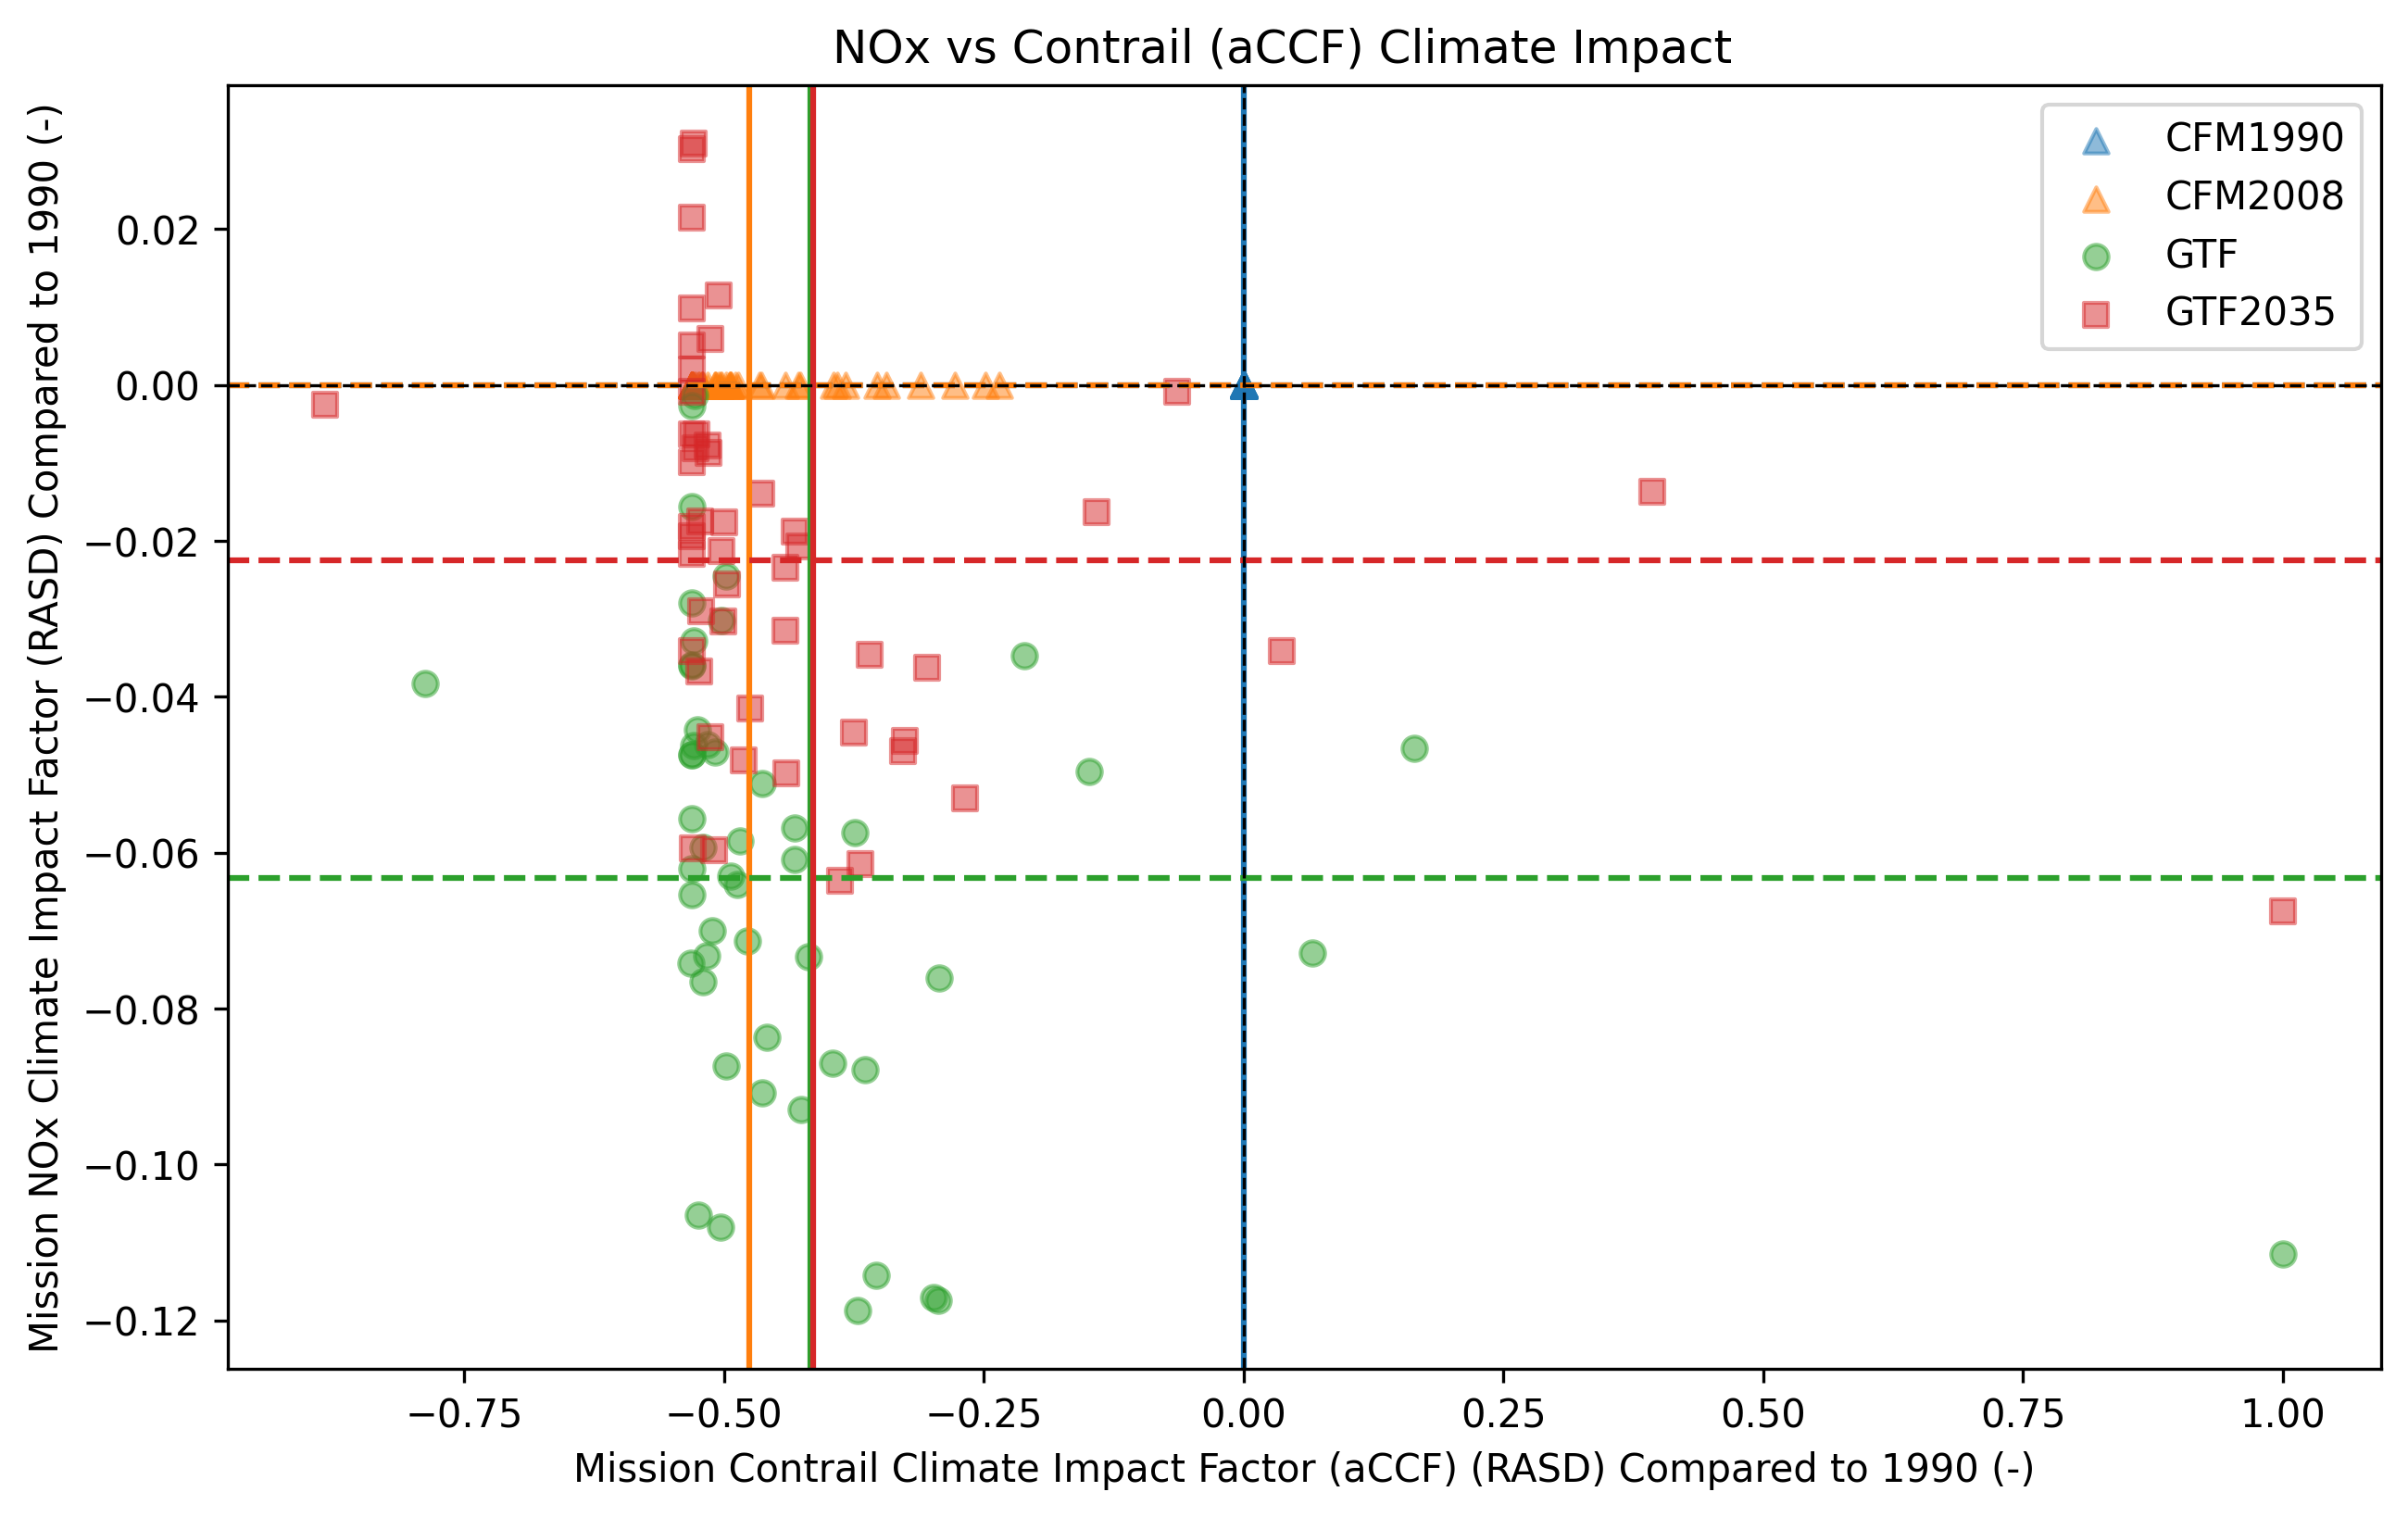 NOx vs Contrail (aCCF) Climate Impact
Mission NOx Climate Impact Factor (RASD) Compared to 1990 (-)
0.02
0.00
−0.02
−0.04
−0.06
−0.08
−0.10
−0.12
CFM1990
CFM2008
GTF
GTF2035
−0.75
−0.50
−0.25
0.00
0.25
0.50
0.75
1.00
Mission Contrail Climate Impact Factor (aCCF) (RASD) Compared to 1990 (-)